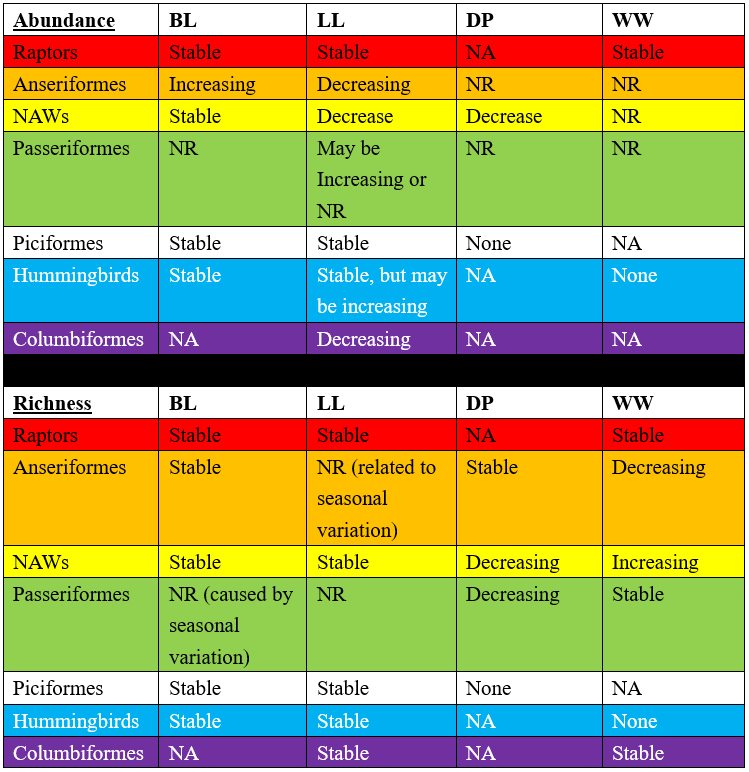 Abundance BL LL DP WW
Raptors Stable Stable NA Stable
Anseriformes Increasing Decreasing NR NR
NAWs Stable Decrease Decrease NR
Passeriformes NR May be NR NR
Increasing or
NR
Piciformes Stable Stable None NA
Hummingbirds Stable Stable, but may NA None
be increasing
Columbiformes NA Decreasing NA NA
Richness BL LL DP WW
Raptors Stable Stable NA Stable
Anseriformes Stable NR (related to Stable Decreasing
seasonal
variation)
NAWs Stable Stable Decreasing Increasing
Passeriformes NR (caused by NR Decreasing Stable
seasonal
variation)
Piciformes Stable Stable None NA
Hummingbirds Stable Stable NA None
Columbiformes NA Stable NA Stable